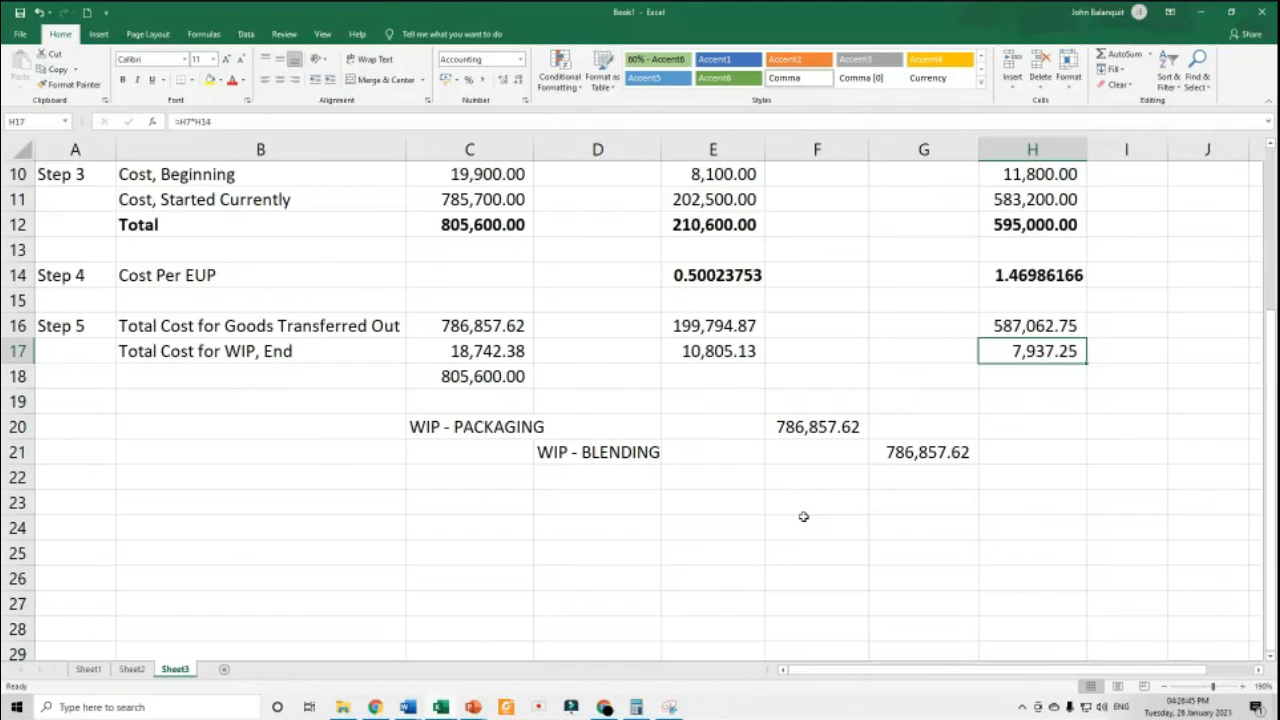 Book1 - Excel
John Balanquit
File Home Insert Page Layout Formulas Data Review View Help Tell me what you want to do Share
Cut
Copy
Format Painter
Paste
Clipboard
Calibri 11
B I U
Font
Wrap Text
Merge & Center
Alignment
Accounting
Number
Conditional Formatting
Format as Table
60% - Accent6 Accent1 Accent2 Accent3 Accent4
Accent5 Accent6 Comma Comma [0] Currency
Styles
Insert Delete Format
Cells
AutoSum
Fill
Clear
Sort & Filter
Find & Select
Editing
H17 fx =H7*H14
A B C D E F G H I J
10 Step 3 Cost, Beginning 19,900.00 8,100.00 11,800.00
11 Cost, Started Currently 785,700.00 202,500.00 583,200.00
12 Total 805,600.00 210,600.00 595,000.00
13
14 Step 4 Cost Per EUP 0.50023753 1.46986166
15
16 Step 5 Total Cost for Goods Transferred Out 786,857.62 199,794.87 587,062.75
17 Total Cost for WIP, End 18,742.38 10,805.13 7,937.25
18 805,600.00
19
20 WIP - PACKAGING 786,857.62
21 WIP - BLENDING 786,857.62
22
23
24
25
26
27
28
29
Sheet1 Sheet2 Sheet3
Ready 190%
Type here to search
ENG
04:26:45 PM
Tuesday, 26 January 2021